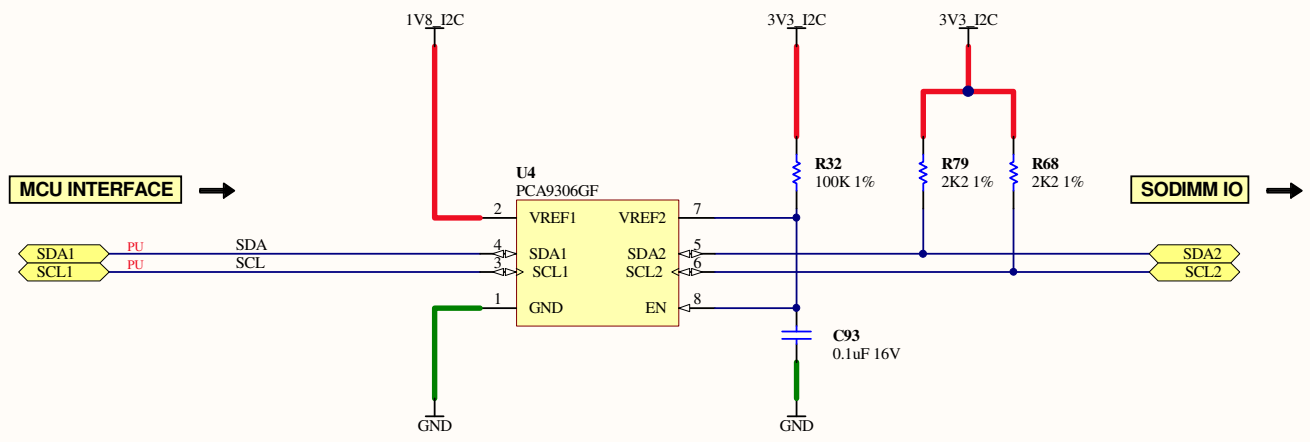 1V8_I2C
3V3_I2C
3V3_I2C
MCU INTERFACE
U4
PCA9306GF
R32
100K 1%
R79
2K2 1%
R68
2K2 1%
SODIMM IO
2
VREF1
VREF2
7
SDA1
PU
SDA
4
SDA1
SDA2
5
SDA2
SCL1
PU
SCL
3
SCL1
SCL2
6
SCL2
1
GND
EN
8
C93
0.1uF 16V
GND
GND